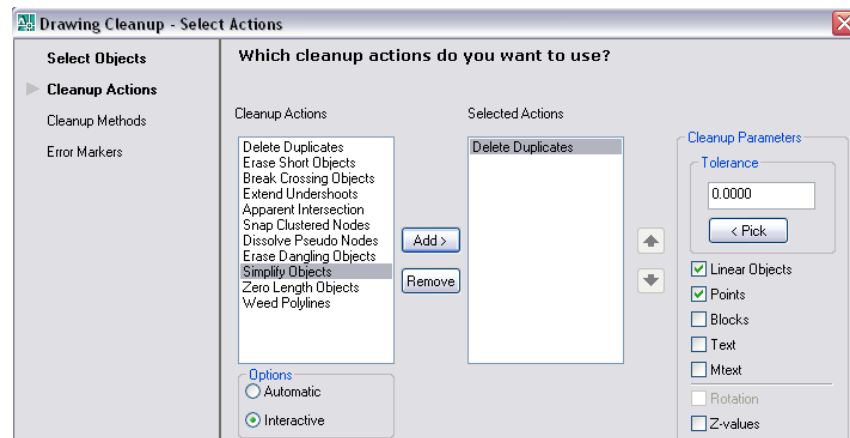 Drawing Cleanup - Select Actions
Select Objects
Cleanup Actions
Cleanup Methods
Error Markers
Which cleanup actions do you want to use?
Cleanup Actions
Delete Duplicates
Erase Short Objects
Break Crossing Objects
Extend Undershoots
Apparent Intersection
Snap Clustered Nodes
Dissolve Pseudo Nodes
Erase Dangling Objects
Simplify Objects
Zero Length Objects
Weed Polylines
Options
Automatic
Interactive
Add >
Remove
Selected Actions
Delete Duplicates
Cleanup Parameters
Tolerance
0.0000
< Pick
Linear Objects
Points
Blocks
Text
Mtext
Rotation
Z-values